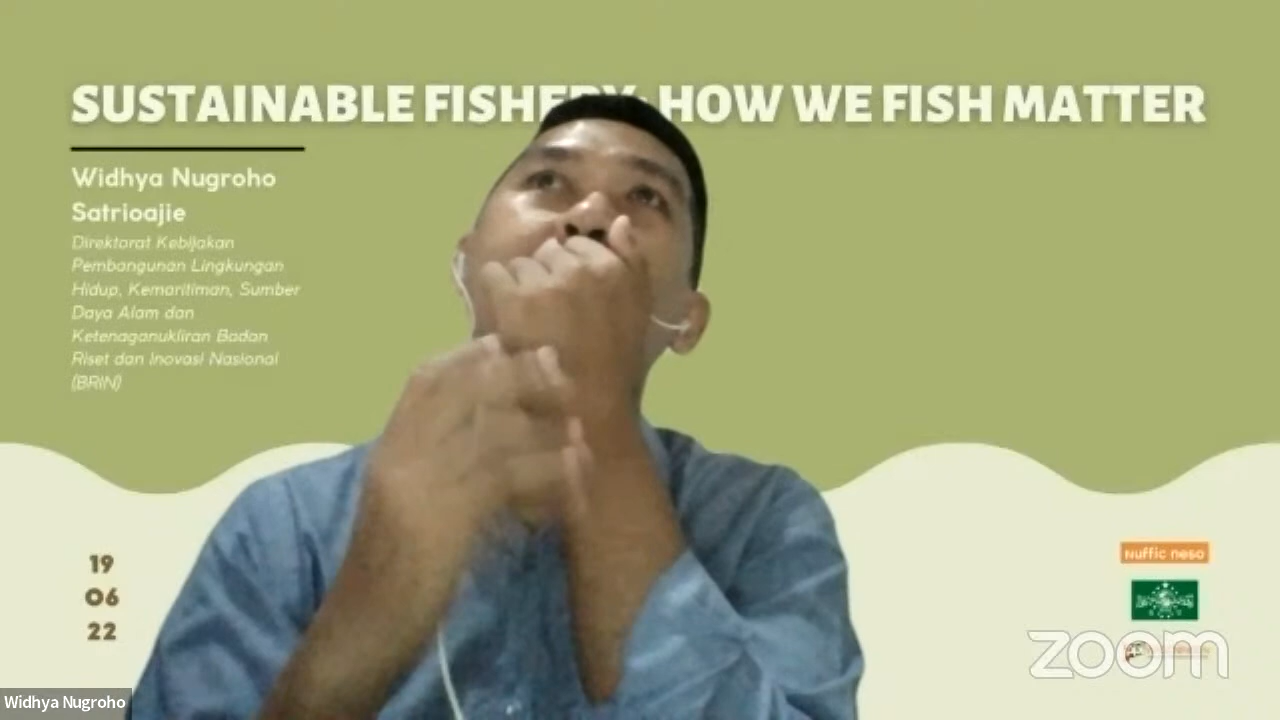 SUSTAINABLE FISHERY: HOW WE FISH MATTER
Widhya Nugroho
Satrioajie
Direktorat Kebijakan
Pembangunan Lingkungan
Hidup, Kemaritiman, Sumber
Daya Alam dan
Ketenaganukliran Badan
Riset dan Inovasi Nasional
(BRIN)
19
06
22
nuffic neso
zoom
Widhya Nugroho